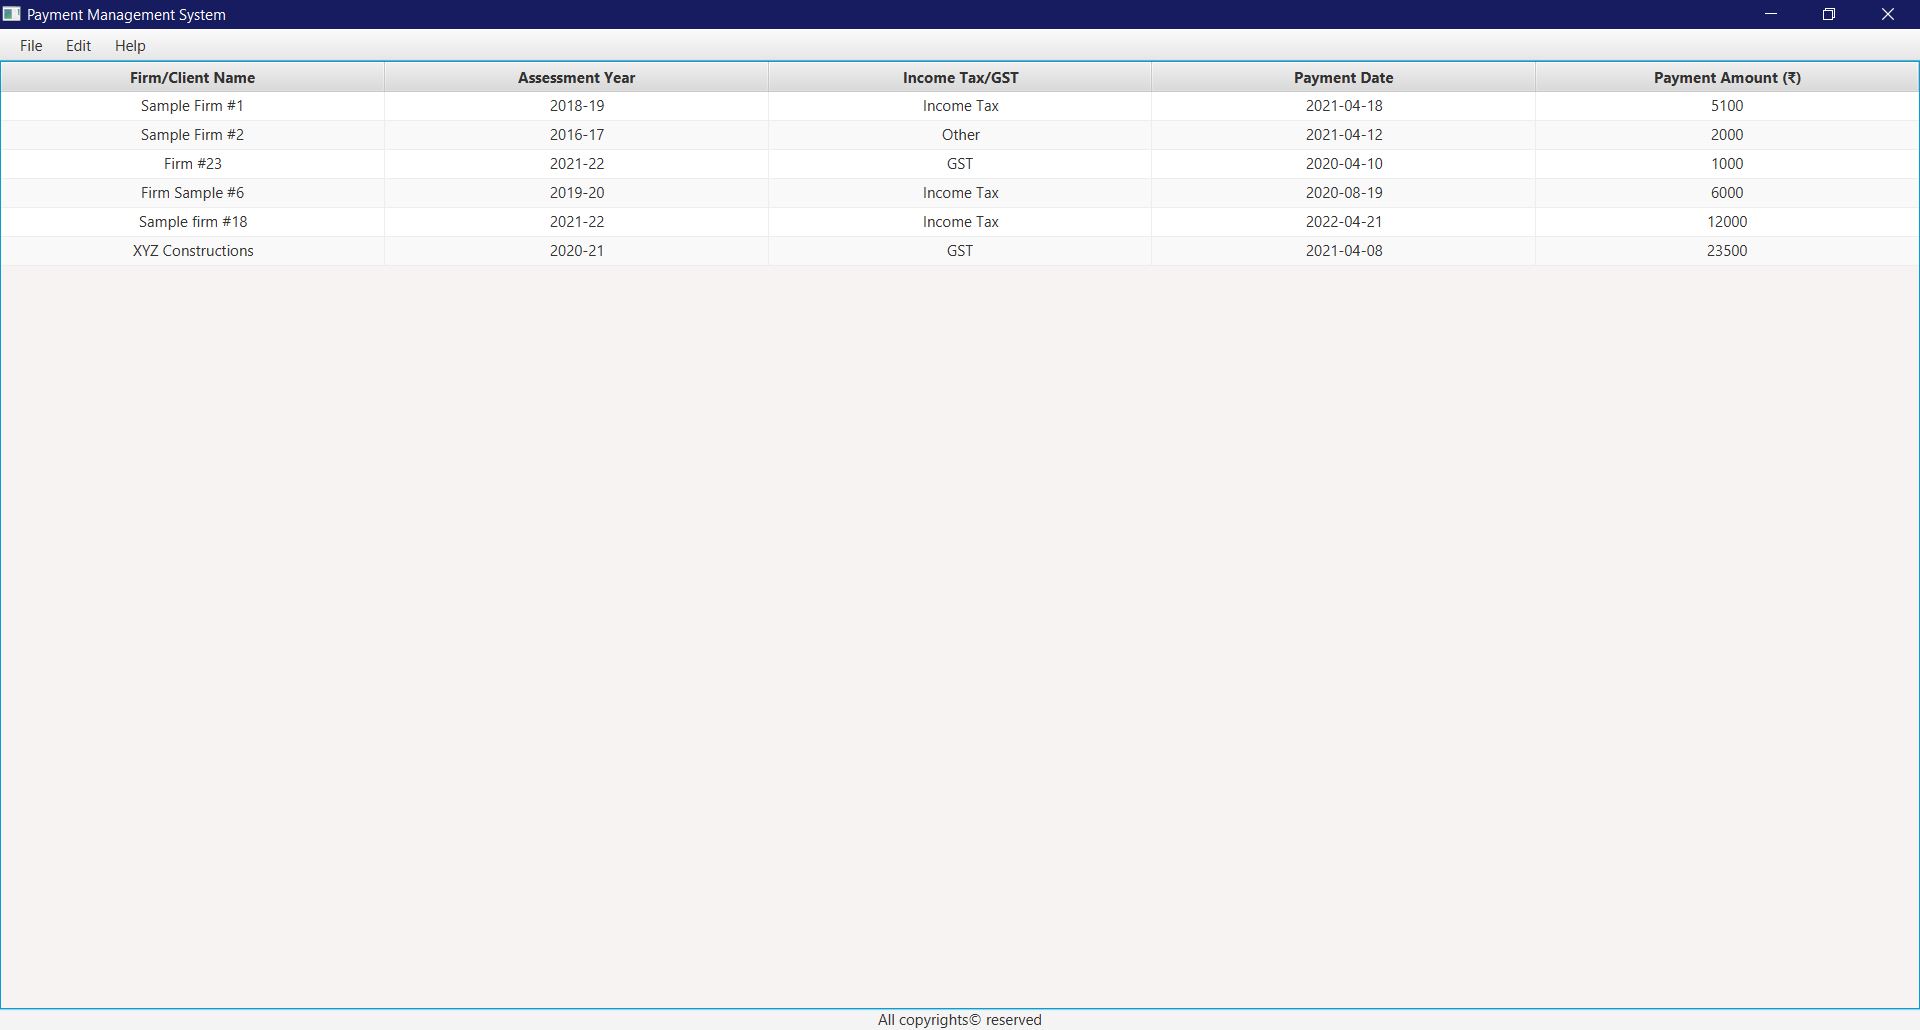 Payment Management System
File Edit Help
Firm/Client Name Assessment Year Income Tax/GST Payment Date Payment Amount (₹)
Sample Firm #1 2018-19 Income Tax 2021-04-18 5100
Sample Firm #2 2016-17 Other 2021-04-12 2000
Firm #23 2021-22 GST 2020-04-10 1000
Firm Sample #6 2019-20 Income Tax 2020-08-19 6000
Sample firm #18 2021-22 Income Tax 2022-04-21 12000
XYZ Constructions 2020-21 GST 2021-04-08 23500
All copyrights© reserved